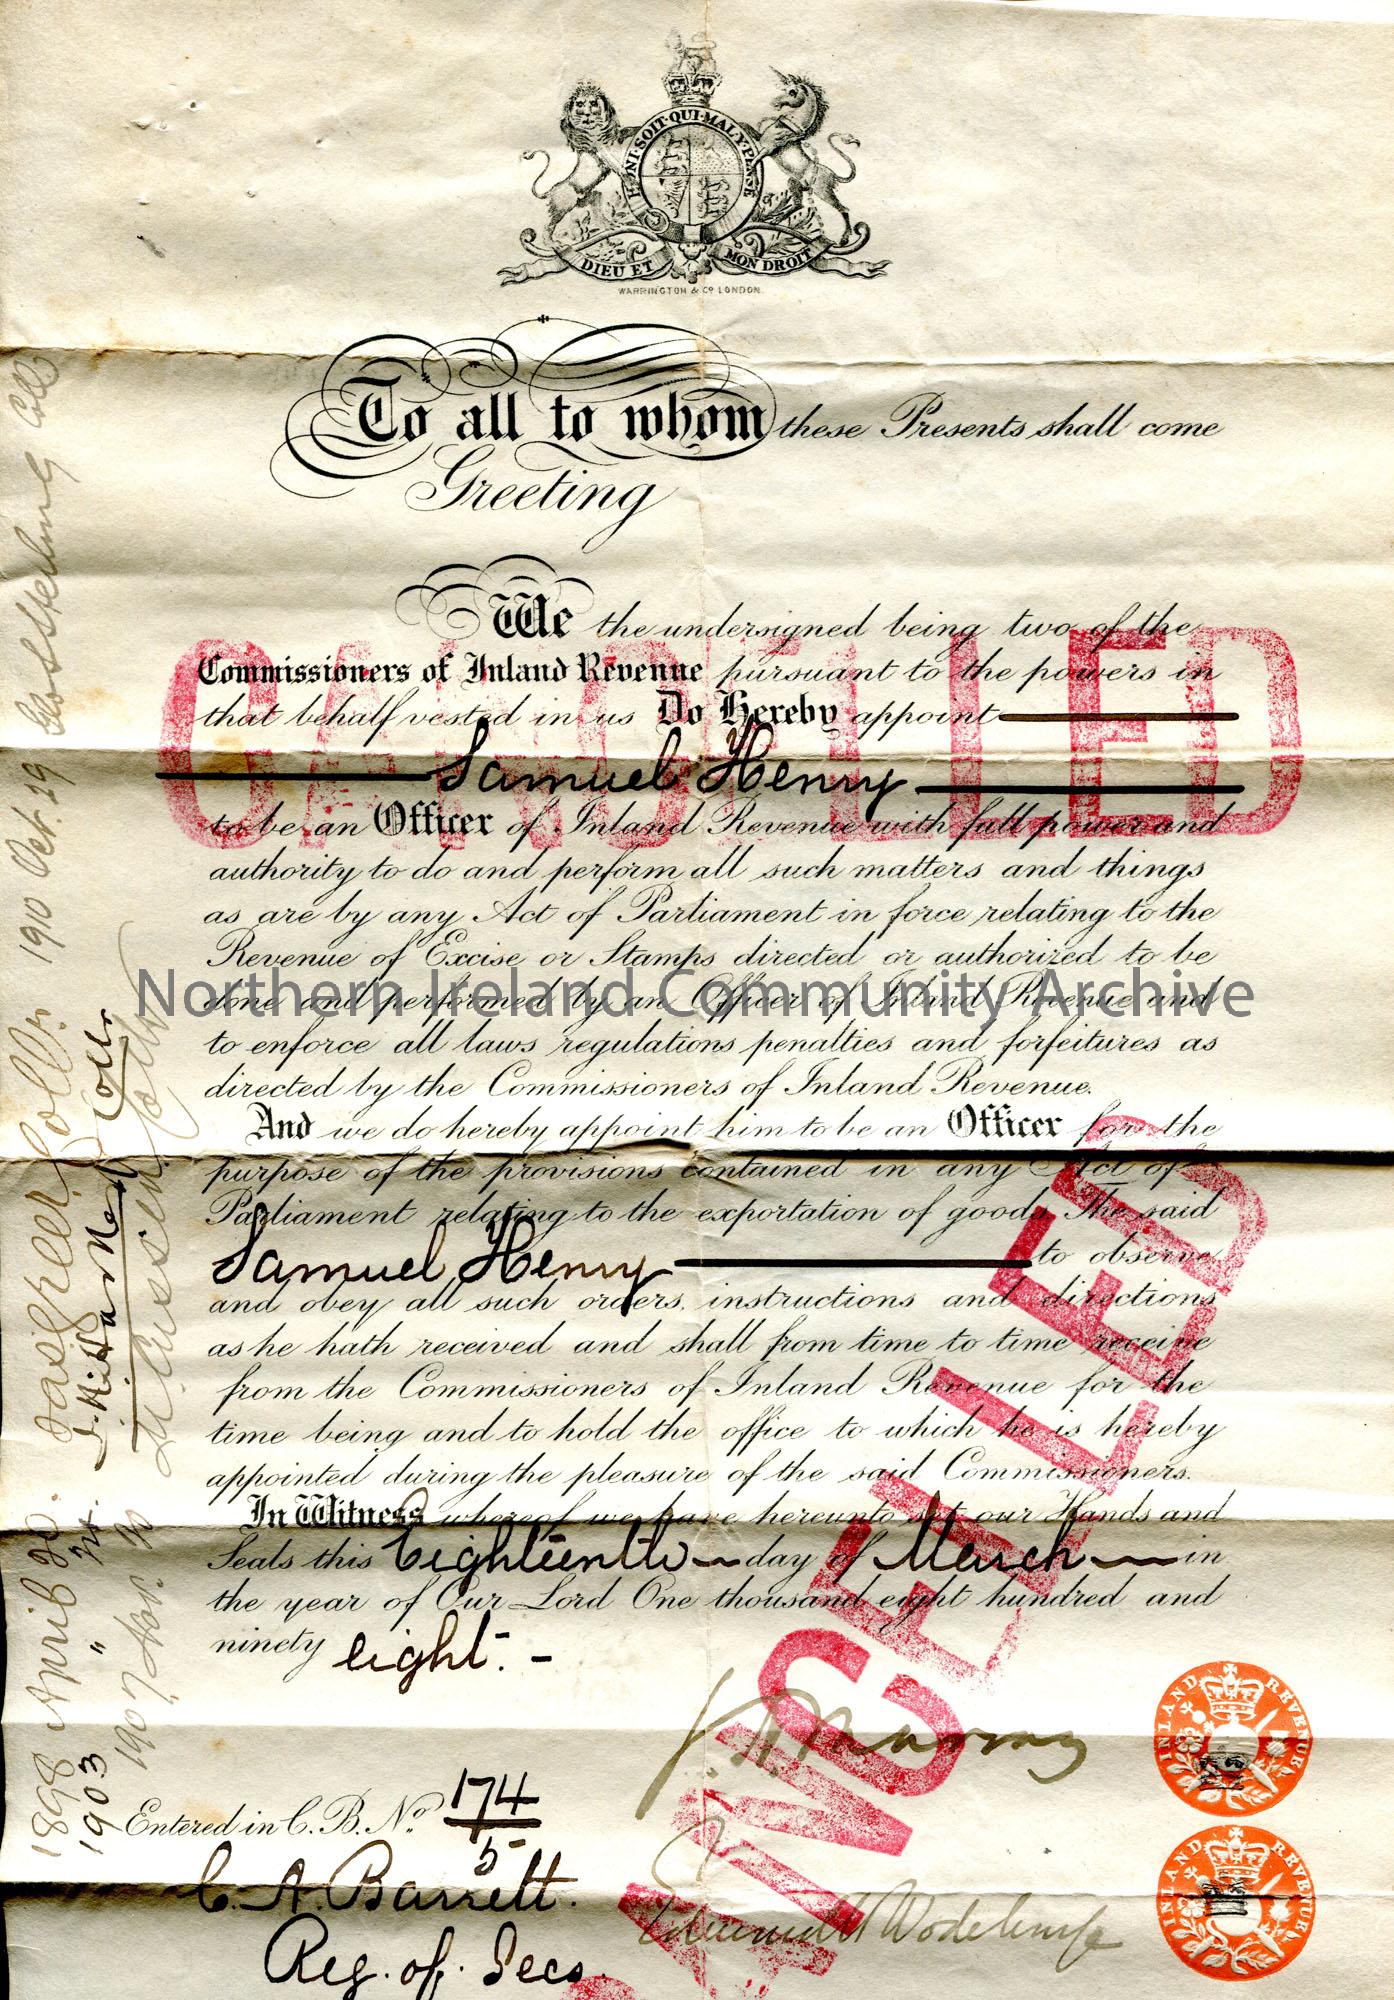 HONI·SOIT·QUI·MAL·Y·PENSE
DIEU ET MON DROIT
WARRINGTON & Co LONDON.
To all to whom these Presents shall come
Greeting
We the undersigned being two of the
Commissioners of Inland Revenue pursuant to the powers in
that behalf vested in us Do Hereby appoint
Samuel Henry
to be an Officer of Inland Revenue with full power and
authority to do and perform all such matters and things
as are by any Act of Parliament in force relating to the
Revenue of Excise or Stamps directed or authorized to be
done and performed by an Officer of Inland Revenue and
to enforce all laws regulations penalties and forfeitures as
directed by the Commissioners of Inland Revenue.
And we do hereby appoint him to be an Officer for the
purpose of the provisions contained in any Act of
Parliament relating to the exportation of goods. The said
Samuel Henry to observe
and obey all such orders, instructions and directions
as he hath received and shall from time to time receive
from the Commissioners of Inland Revenue for the
time being and to hold the office to which he is hereby
appointed during the pleasure of the said Commissioners.
In Witness whereof we have hereunto set our Hands and
Seals this Eighteenth day of March in
the year of Our Lord One thousand eight hundred and
ninety eight. -
Entered in C. B. No. 174/5
C. A. Barrett.
Reg. of. Secs.
Murray
Wodehouse
INLAND REVENUE
INLAND REVENUE
CANCELLED
CANCELLED
1898 April 20.
1903 " 24.
1907 Nov. 30
1910 Oct. 29
Collr
Northern Ireland Community Archive